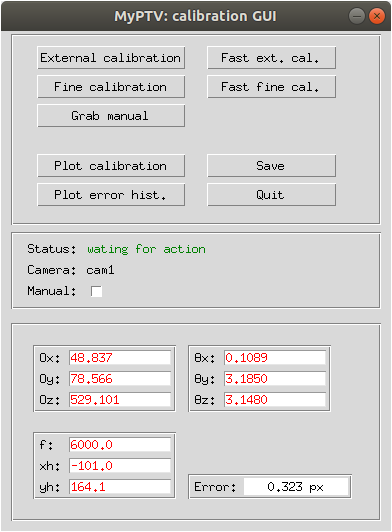 MyPTV: calibration GUI
External calibration Fast ext. cal.
Fine calibration Fast fine cal.
Grab manual
Plot calibration Save
Plot error hist. Quit
Status: wating for action
Camera: cam1
Manual:
Ox: 48.837 θx: 0.1089
Oy: 78.566 θy: 3.1850
Oz: 529.101 θz: 3.1480
f: 6000.0
xh: -101.0
yh: 164.1 Error: 0.323 px